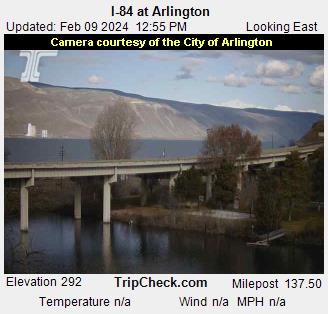 I-84 at Arlington
Updated: Feb 09 2024 12:55 PM Looking East
Camera courtesy of the City of Arlington
Elevation 292 TripCheck.com Milepost 137.50
Temperature n/a Wind n/a MPH n/a